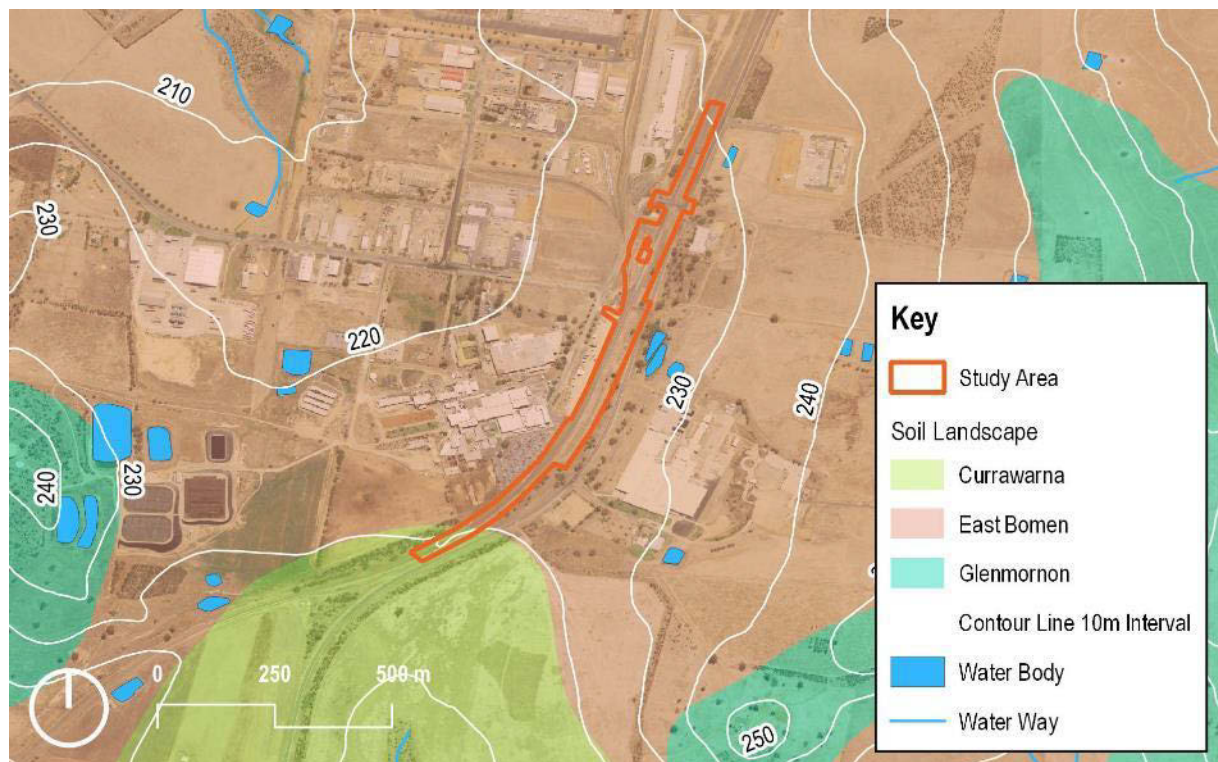 210
230
220
230
240
230
240
250
0 250 500 m
Key
Study Area
Soil Landscape
Currawarna
East Bomen
Glenmornon
Contour Line 10m Interval
Water Body
Water Way